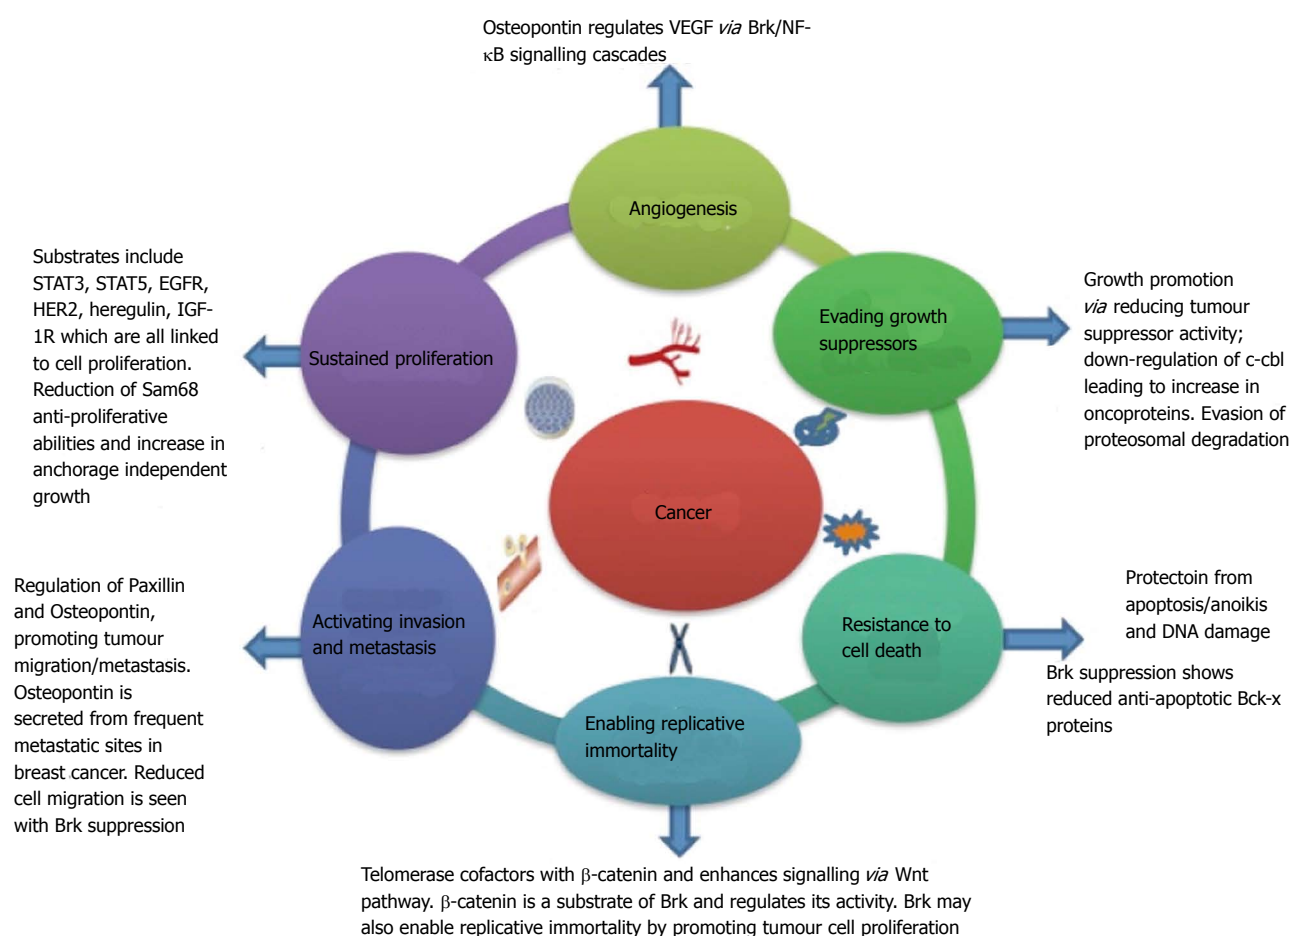 Osteopontin regulates VEGF via Brk/NF-
κB signalling cascades
Angiogenesis
Substrates include
STAT3, STAT5, EGFR,
HER2, heregulin, IGF-
1R which are all linked
to cell proliferation.
Reduction of Sam68
anti-proliferative
abilities and increase in
anchorage independent
growth
Sustained proliferation
Evading growth
suppressors
Growth promotion
via reducing tumour
suppressor activity;
down-regulation of c-cbl
leading to increase in
oncoproteins. Evasion of
proteosomal degradation
Cancer
Regulation of Paxillin
and Osteopontin,
promoting tumour
migration/metastasis.
Osteopontin is
secreted from frequent
metastatic sites in
breast cancer. Reduced
cell migration is seen
with Brk suppression
Activating invasion
and metastasis
Resistance to
cell death
Protectoin from
apoptosis/anoikis
and DNA damage
Brk suppression shows
reduced anti-apoptotic Bck-x
proteins
Enabling replicative
immortality
Telomerase cofactors with β-catenin and enhances signalling via Wnt
pathway. β-catenin is a substrate of Brk and regulates its activity. Brk may
also enable replicative immortality by promoting tumour cell proliferation